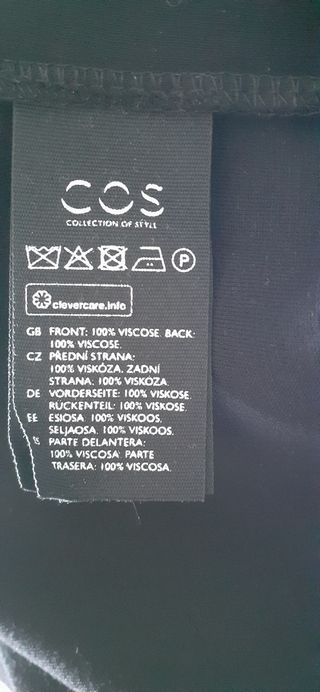 COS
COLLECTION OF STYLE
P
clevercare.info
GB FRONT: 100% VISCOSE. BACK:
100% VISCOSE.
CZ PŘEDNÍ STRANA:
100% VISKÓZA. ZADNÍ
STRANA: 100% VISKÓZA.
DE VORDERSEITE: 100% VISKOSE.
RÜCKENTEIL: 100% VISKOSE.
EE ESIOSA: 100% VISKOOS.
SELJAOSA: 100% VISKOOS.
ES PARTE DELANTERA:
100% VISCOSA. PARTE
TRASERA: 100% VISCOSA.